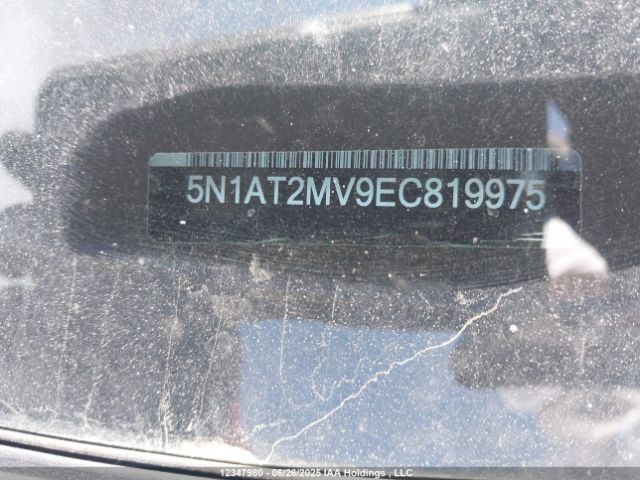 5N1AT2MV9EC819975
12347980 - 06/26/2025 IAA Holdings , LLC